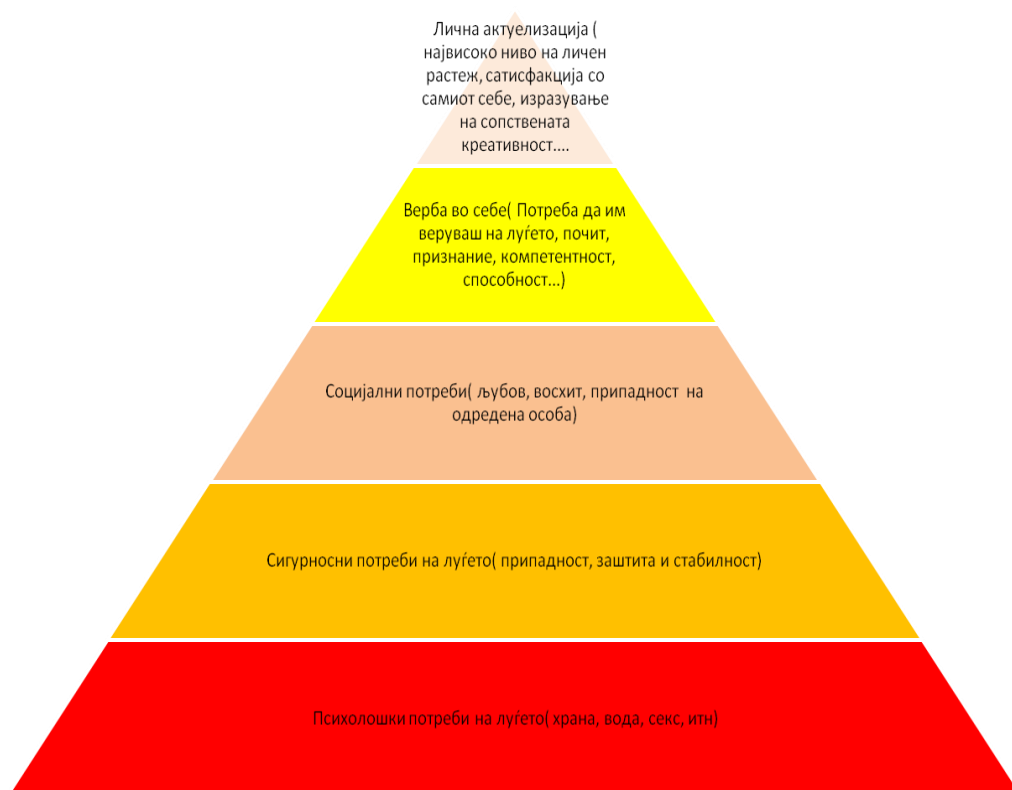 Лична актуелизација (
највисоко ниво на личен
растеж, сатисфакција со
самиот себе, изразување
на сопствената
креативност....
Верба во себе( Потреба да им
веруваш на луѓето, почит,
признание, компетентност,
способност...)
Социјални потреби( љубов, восхит, припадност  на
одредена особа)
Сигурносни потреби на луѓето( припадност, заштита и стабилност)
Психолошки потреби на луѓето( храна, вода, секс, итн)